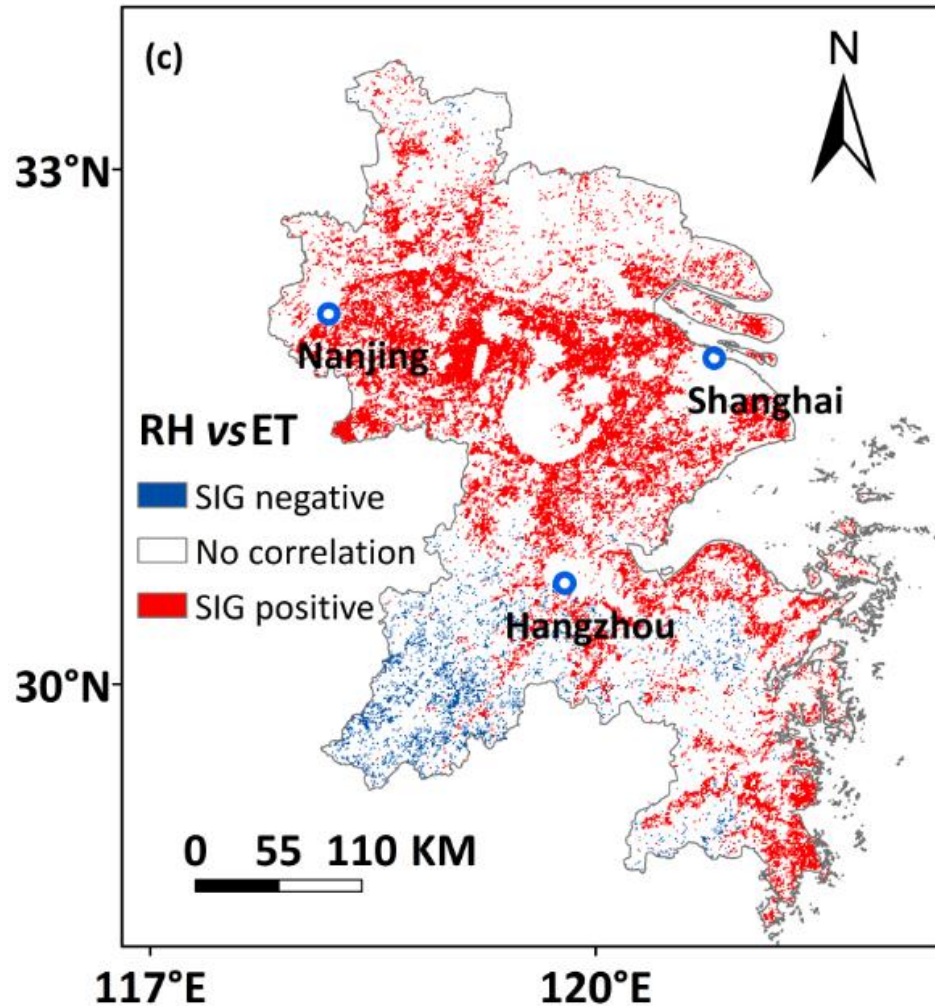 (c)
N
33°N
Nanjing
Shanghai
RH vs ET
SIG negative
No correlation
SIG positive
Hangzhou
30°N
0 55 110 KM
117°E 120°E